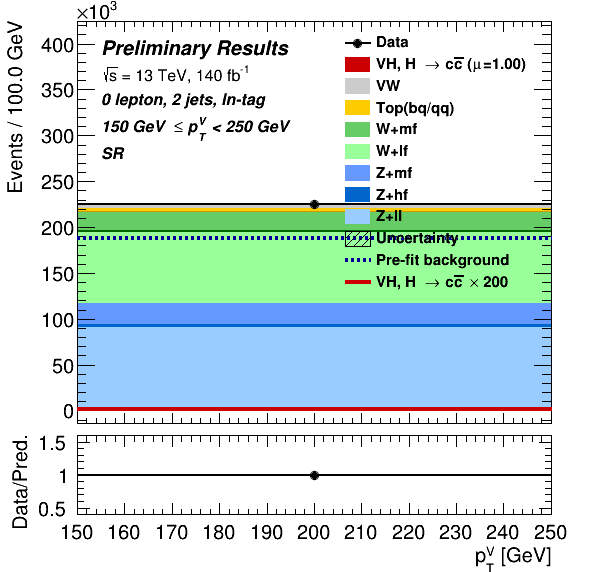 ×10³
Events / 100.0 GeV
400
350
300
250
200
150
100
50
0
Preliminary Results
√s = 13 TeV, 140 fb⁻¹
0 lepton, 2 jets, ln-tag
150 GeV ≤ p_T^V < 250 GeV
SR
Data
VH, H → cc̅ (μ=1.00)
VW
Top(bq/qq)
W+mf
W+lf
Z+mf
Z+hf
Z+ll
Uncertainty
Pre-fit background
VH, H → cc̅ × 200
Data/Pred.
1.5
1
0.5
150 160 170 180 190 200 210 220 230 240 250
p_T^V [GeV]